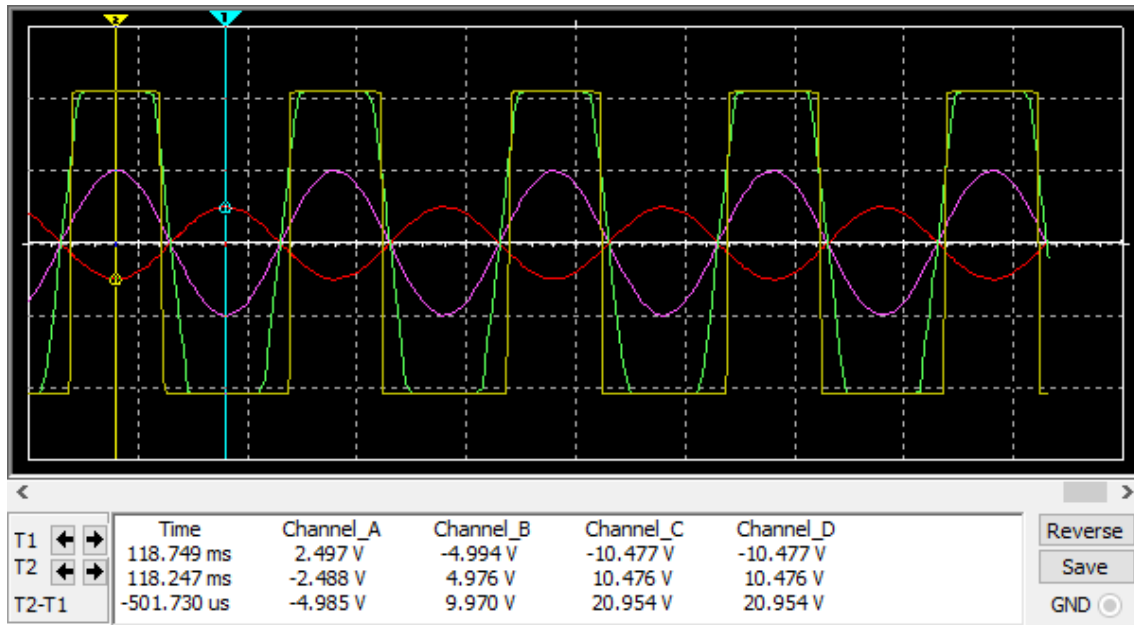 2 1
Time Channel_A Channel_B Channel_C Channel_D
T1 118.749 ms 2.497 V -4.994 V -10.477 V -10.477 V
T2 118.247 ms -2.488 V 4.976 V 10.476 V 10.476 V
T2-T1 -501.730 us -4.985 V 9.970 V 20.954 V 20.954 V
Reverse
Save
GND